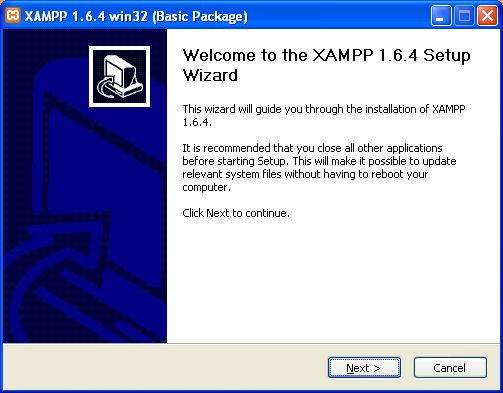 XAMPP 1.6.4 win32 (Basic Package)
Welcome to the XAMPP 1.6.4 Setup
Wizard
This wizard will guide you through the installation of XAMPP
1.6.4.
It is recommended that you close all other applications
before starting Setup. This will make it possible to update
relevant system files without having to reboot your
computer.
Click Next to continue.
Next >
Cancel